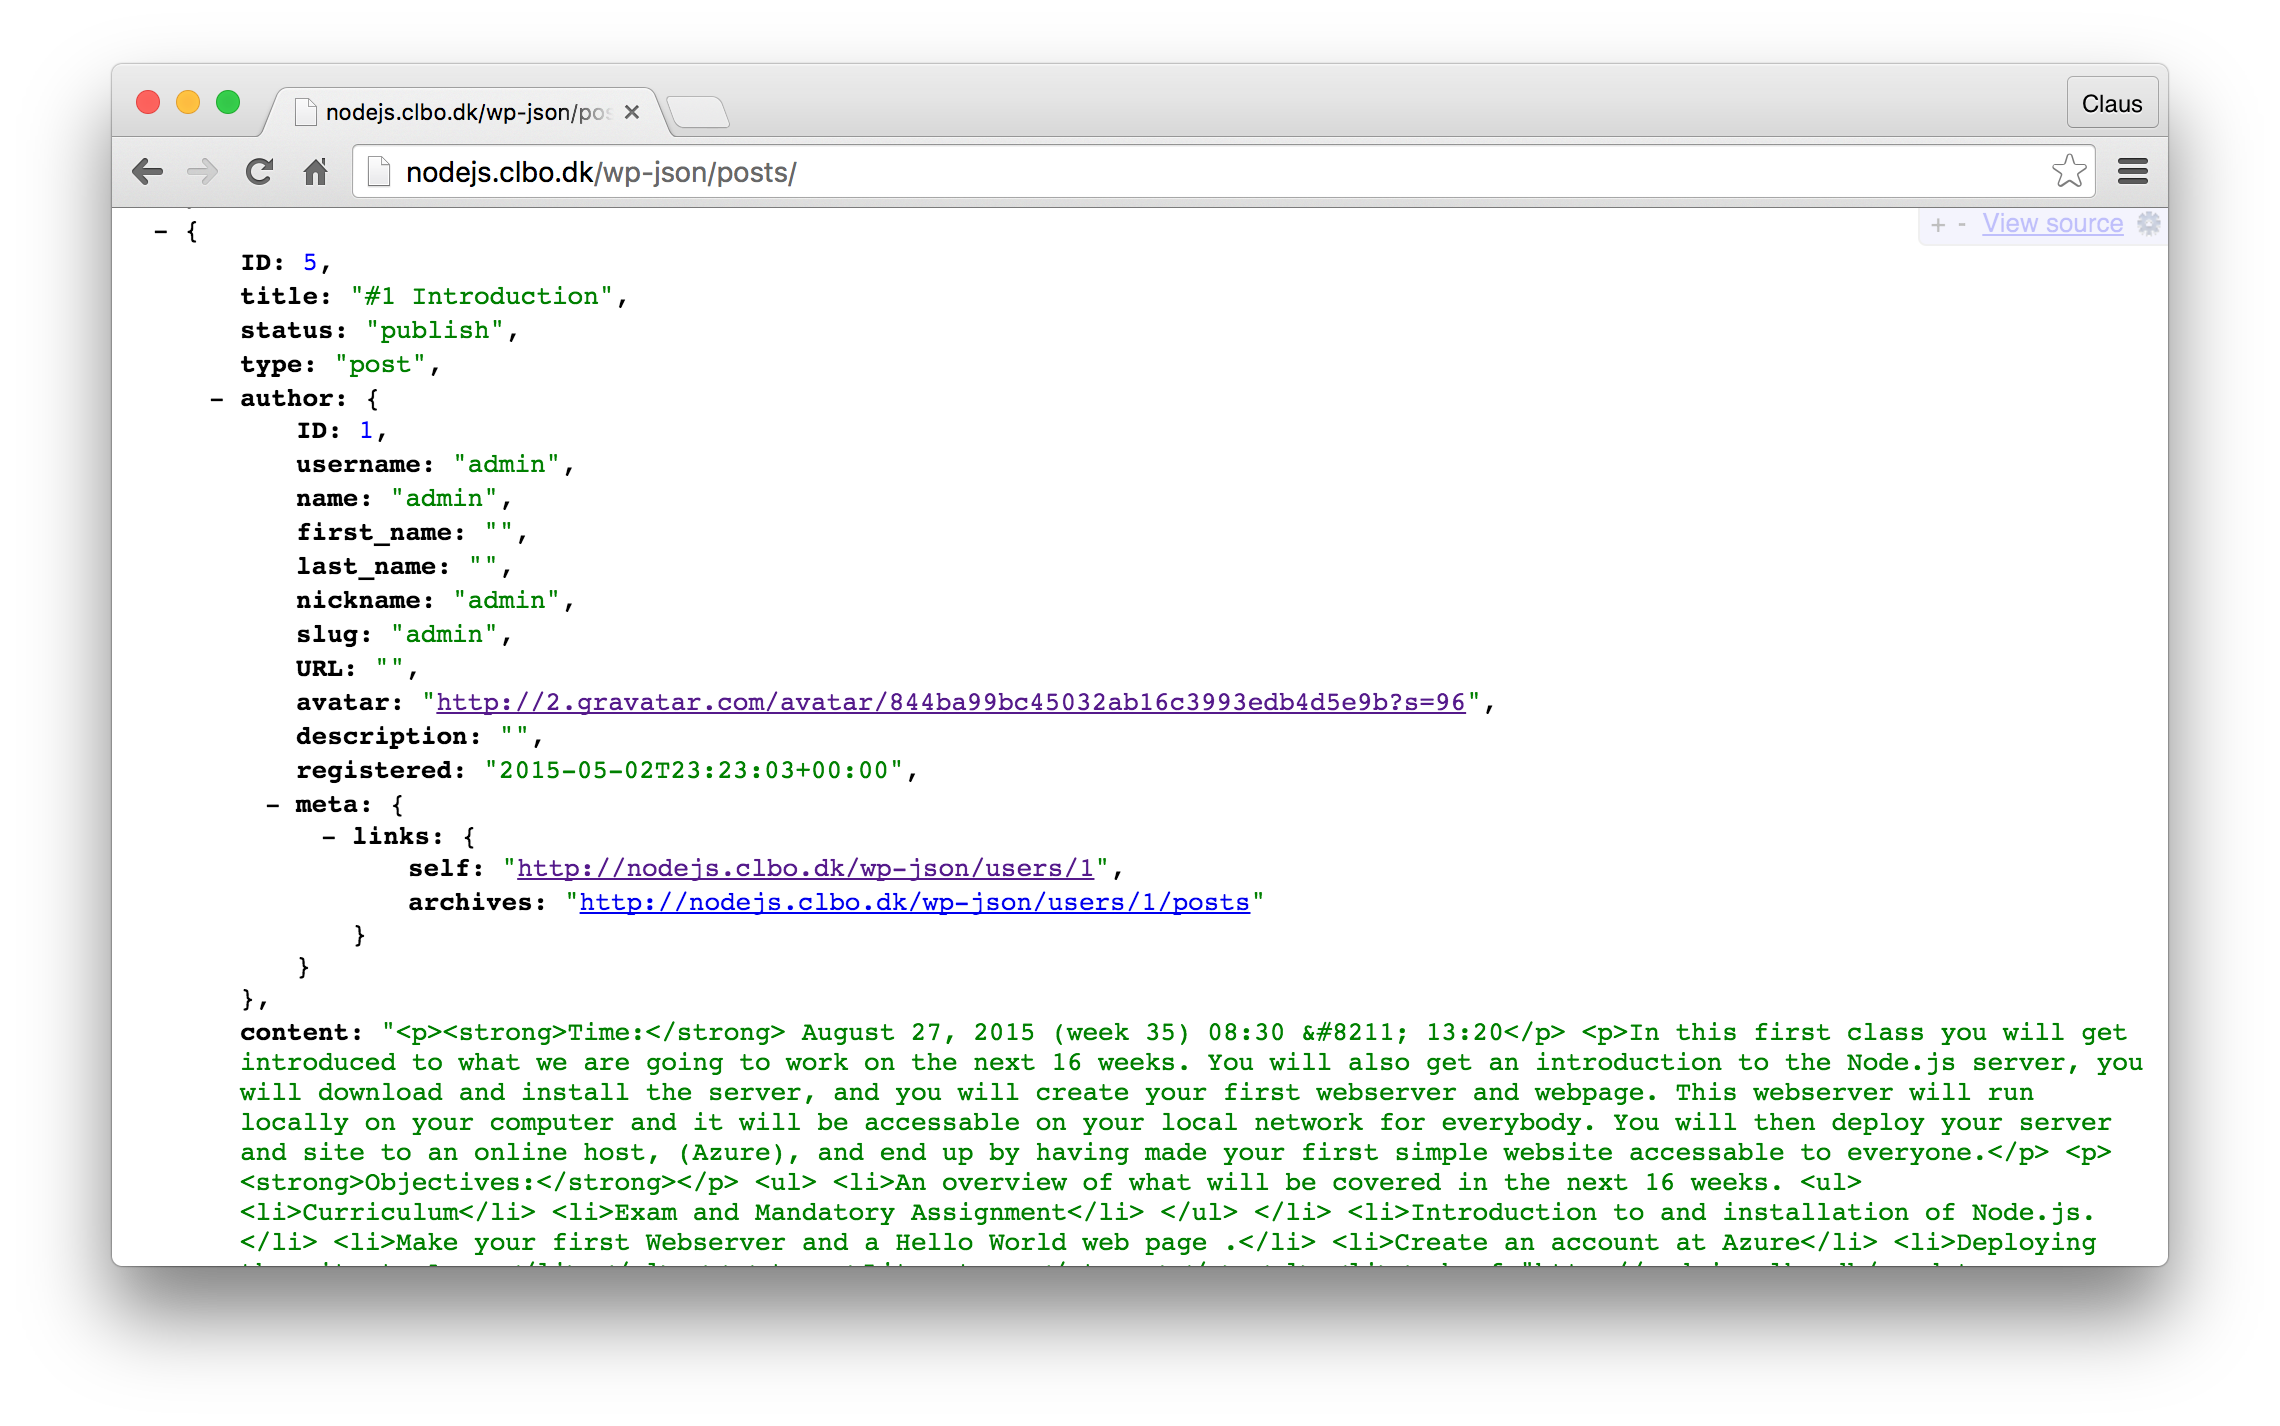 nodejs.clbo.dk/wp-json/pos
Claus
nodejs.clbo.dk/wp-json/posts/
+ - View source
- {
ID: 5,
title: "#1 Introduction",
status: "publish",
type: "post",
- author: {
ID: 1,
username: "admin",
name: "admin",
first_name: "",
last_name: "",
nickname: "admin",
slug: "admin",
URL: "",
avatar: "http://2.gravatar.com/avatar/844ba99bc45032ab16c3993edb4d5e9b?s=96",
description: "",
registered: "2015-05-02T23:23:03+00:00",
- meta: {
- links: {
self: "http://nodejs.clbo.dk/wp-json/users/1",
archives: "http://nodejs.clbo.dk/wp-json/users/1/posts"
}
}
},
content: "<p><strong>Time:</strong> August 27, 2015 (week 35) 08:30 &#8211; 13:20</p> <p>In this first class you will get
introduced to what we are going to work on the next 16 weeks. You will also get an introduction to the Node.js server, you
will download and install the server, and you will create your first webserver and webpage. This webserver will run
locally on your computer and it will be accessable on your local network for everybody. You will then deploy your server
and site to an online host, (Azure), and end up by having made your first simple website accessable to everyone.</p> <p>
<strong>Objectives:</strong></p> <ul> <li>An overview of what will be covered in the next 16 weeks. <ul>
<li>Curriculum</li> <li>Exam and Mandatory Assignment</li> </ul> </li> <li>Introduction to and installation of Node.js.
</li> <li>Make your first Webserver and a Hello World web page .</li> <li>Create an account at Azure</li> <li>Deploying